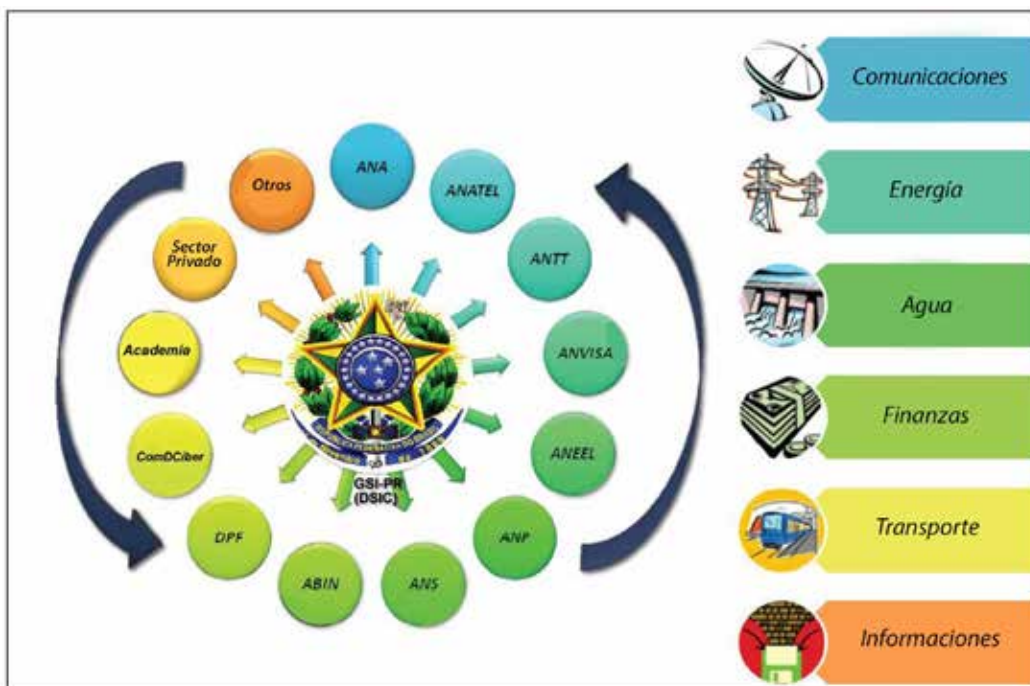 ANA
ANATEL
ANTT
ANVISA
ANEEL
ANP
ANS
ABIN
DPF
ComDCiber
Academia
Sector
Privado
Otros
GSI-PR
(DSIC)
Comunicaciones
Energía
Agua
Finanzas
Transporte
Informaciones